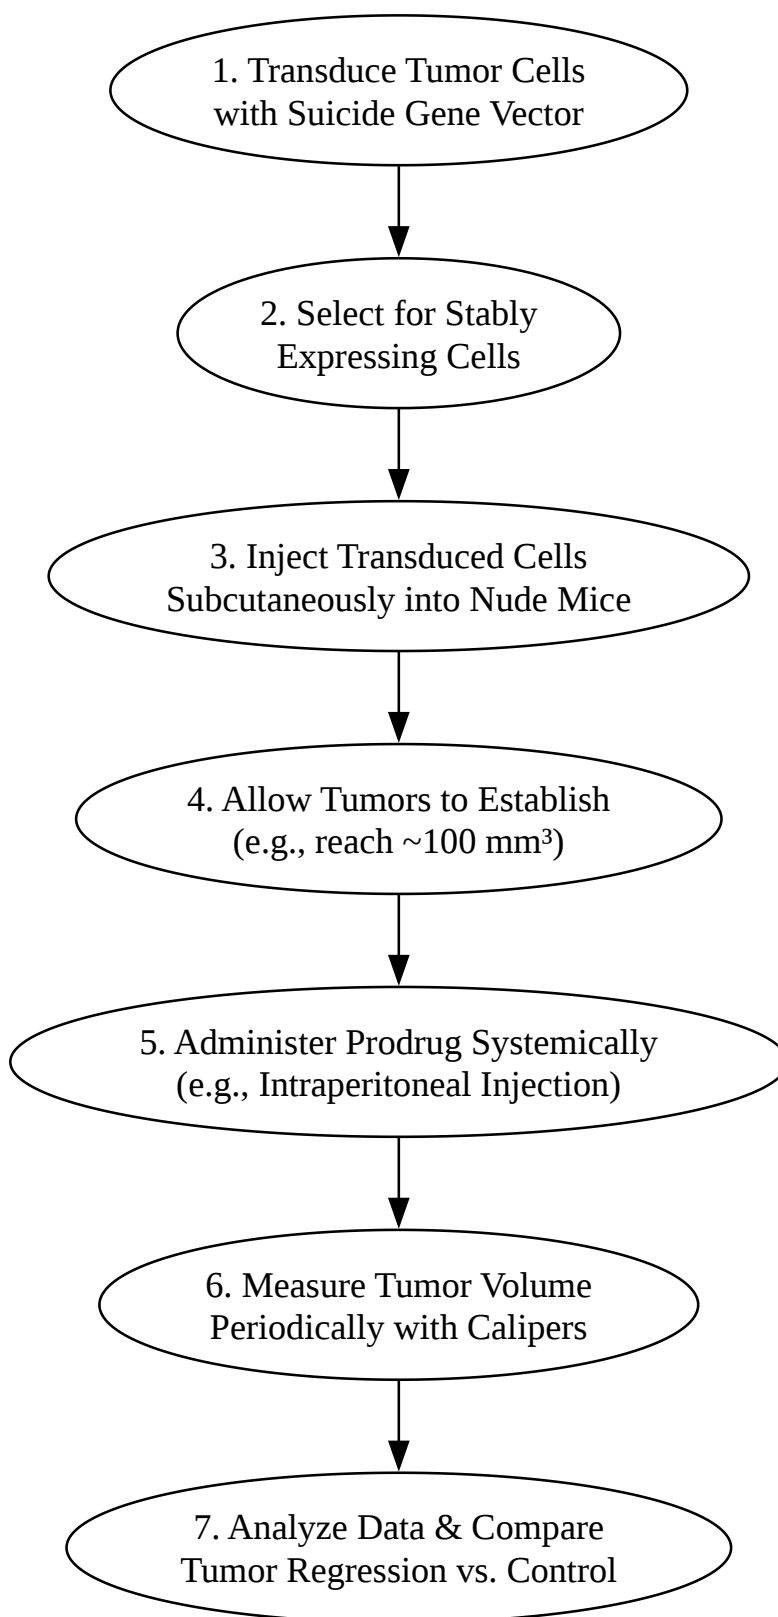 1. Transduce Tumor Cells
with Suicide Gene Vector
2. Select for Stably
Expressing Cells
3. Inject Transduced Cells
Subcutaneously into Nude Mice
4. Allow Tumors to Establish
(e.g., reach ~100 mm³)
5. Administer Prodrug Systemically
(e.g., Intraperitoneal Injection)
6. Measure Tumor Volume
Periodically with Calipers
7. Analyze Data & Compare
Tumor Regression vs. Control